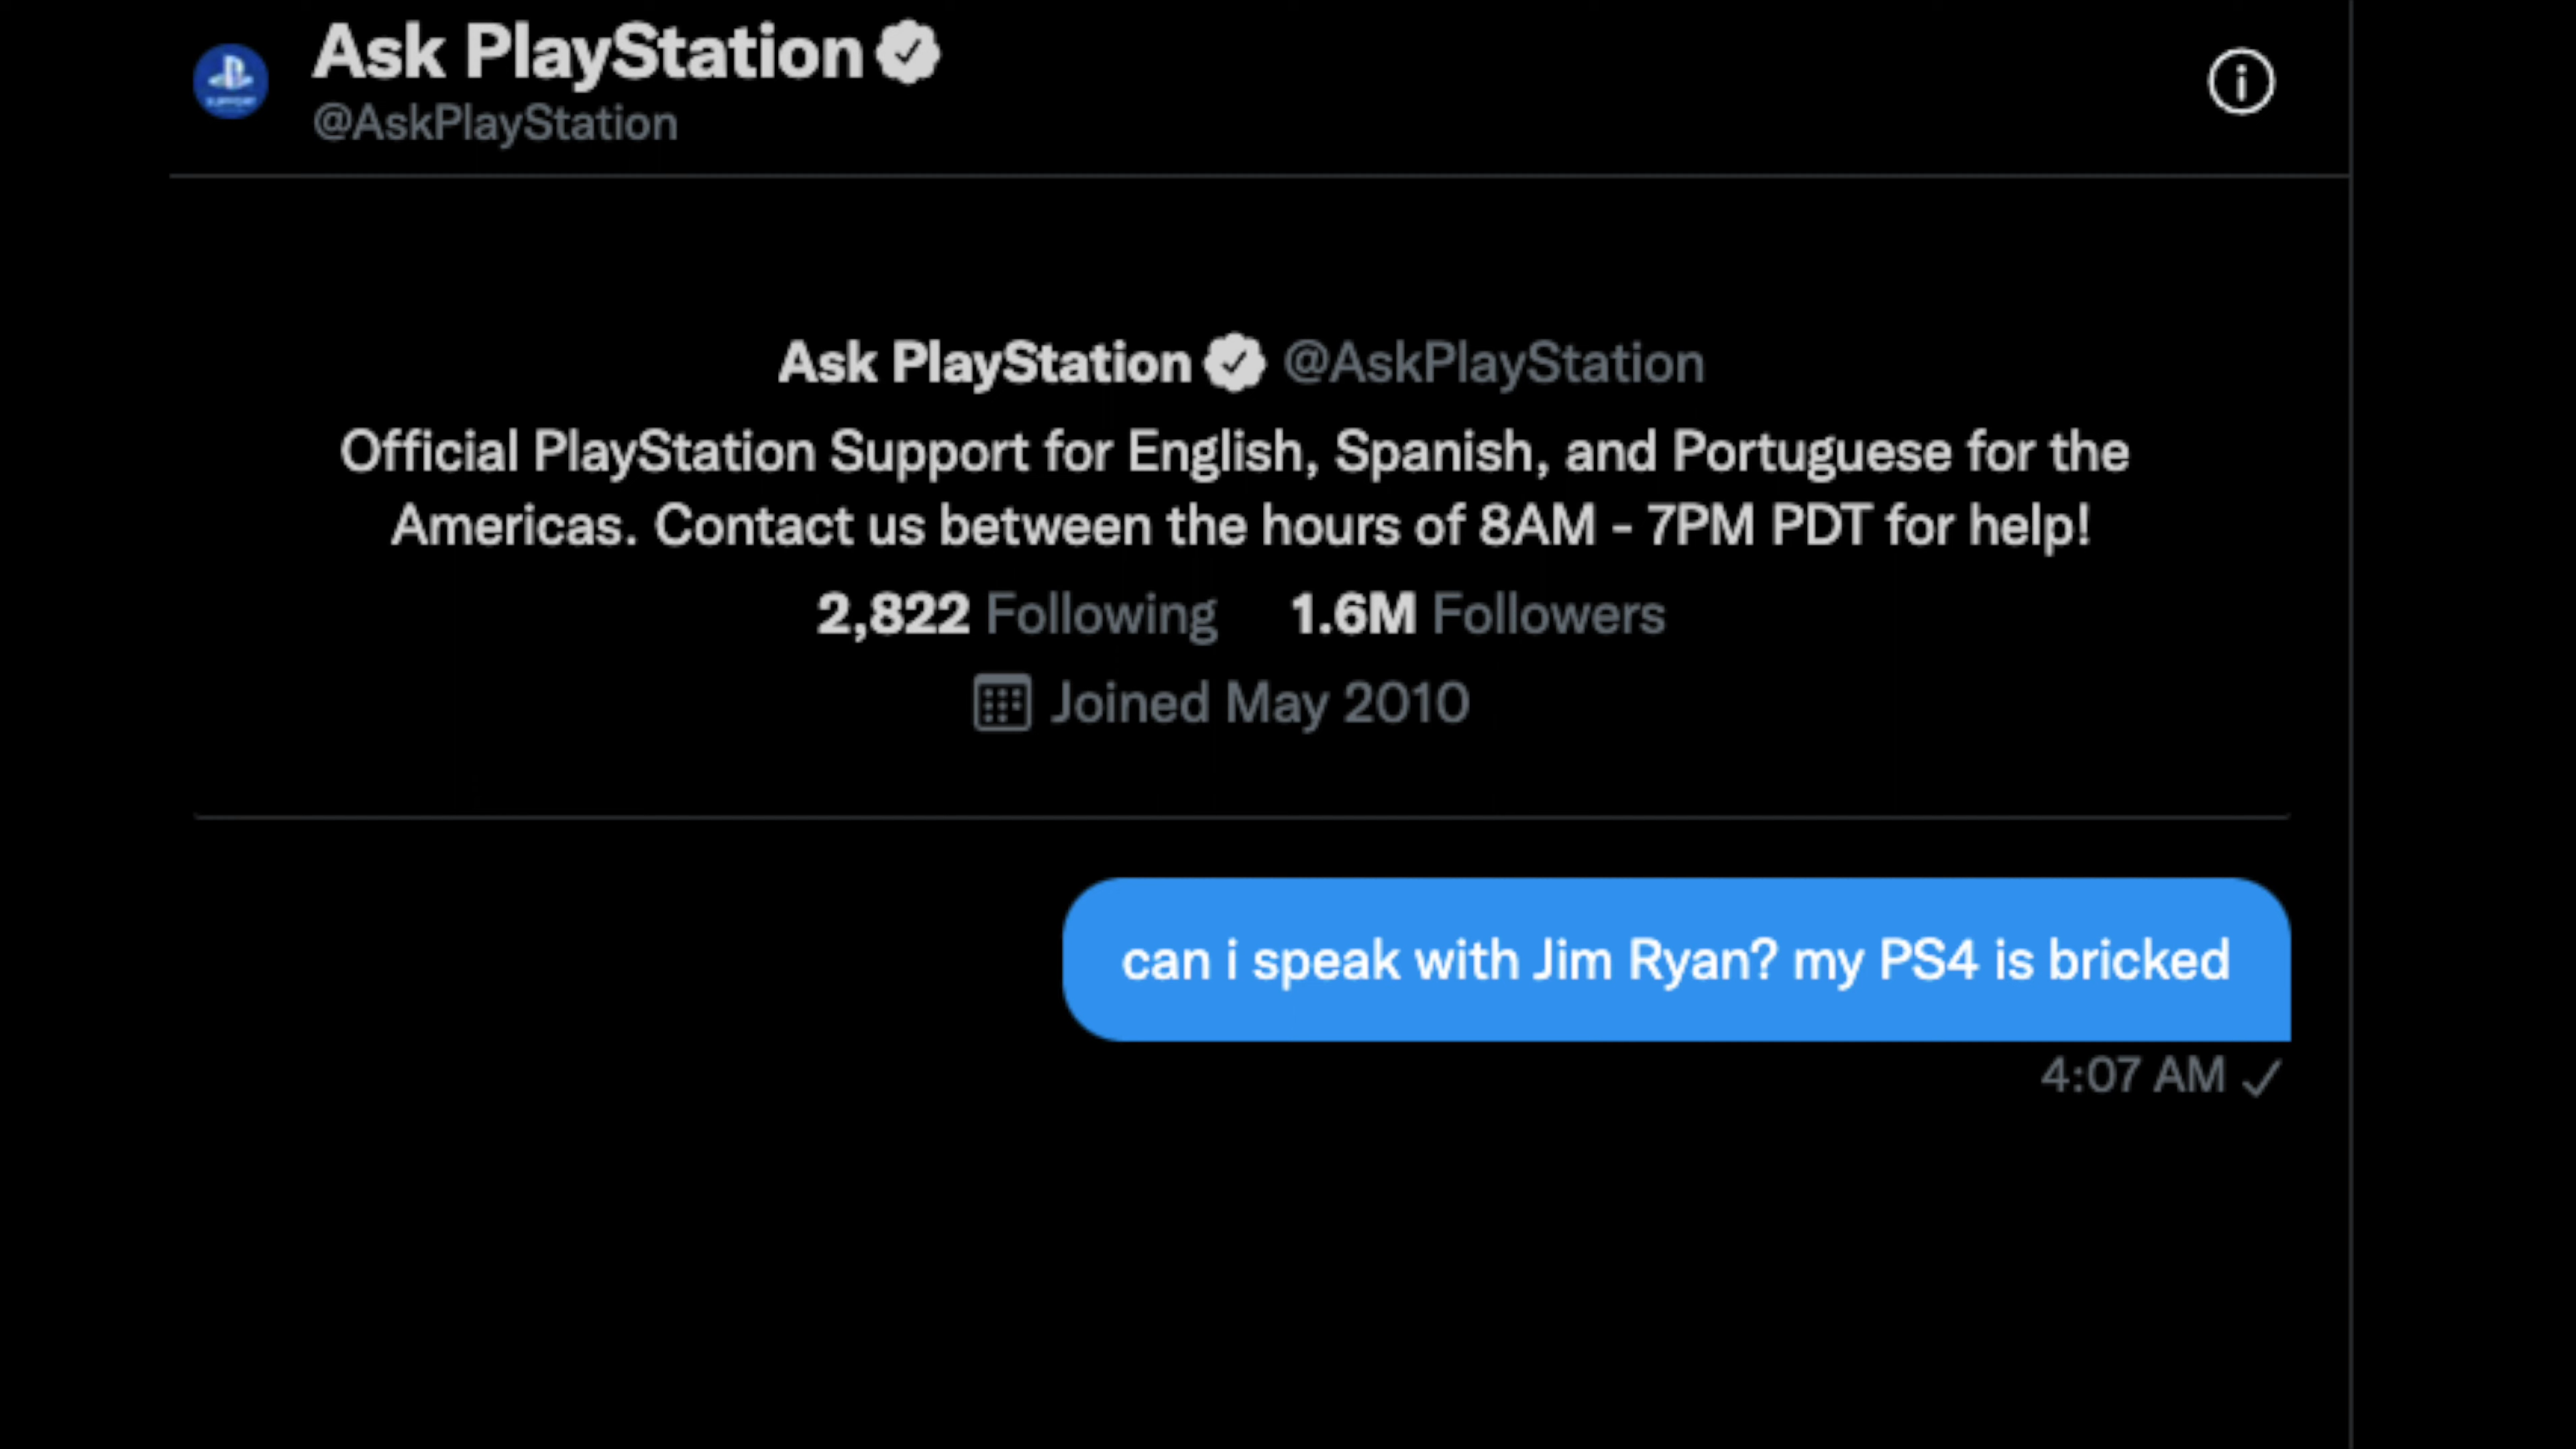 Ask PlayStation
@AskPlayStation
Ask PlayStation @AskPlayStation
Official PlayStation Support for English, Spanish, and Portuguese for the
Americas. Contact us between the hours of 8AM - 7PM PDT for help!
2,822 Following 1.6M Followers
Joined May 2010
can i speak with Jim Ryan? my PS4 is bricked
4:07 AM